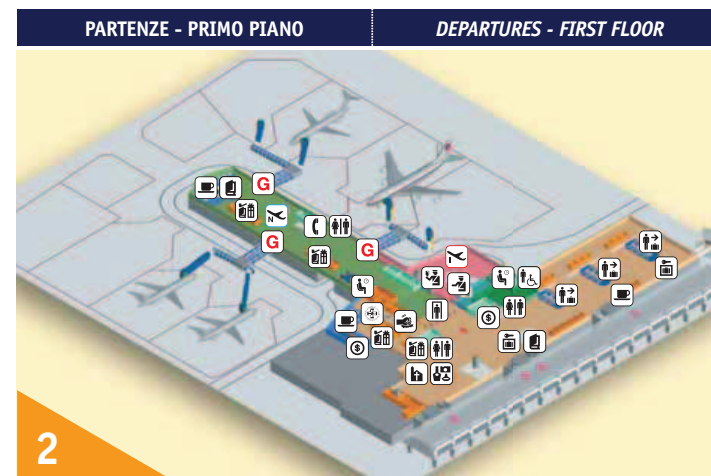 PARTENZE - PRIMO PIANO
DEPARTURES - FIRST FLOOR
G
N
G
G
I
$
$
2